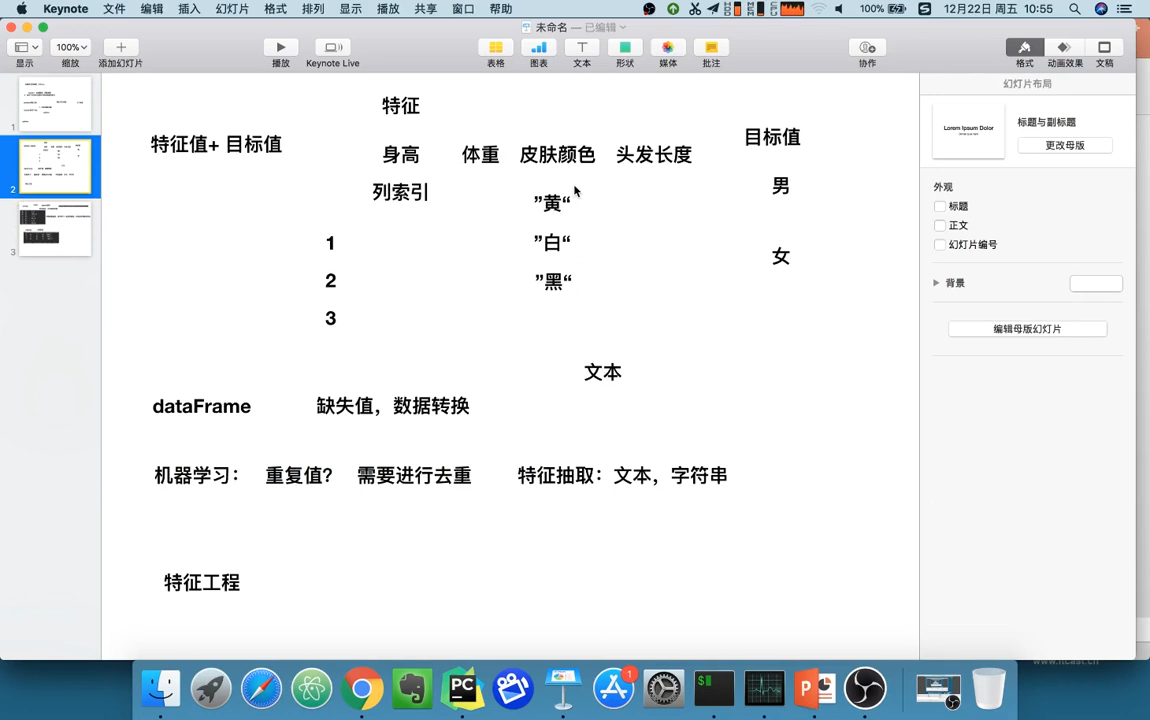 Keynote 文件 编辑 插入 幻灯片 格式 排列 显示 播放 共享 窗口 帮助 100% 12月22日 周五 10:55
未命名 — 已编辑
100%
显示 缩放 添加幻灯片 播放 Keynote Live 表格 图表 文本 形状 媒体 批注 协作 格式 动画效果 文稿
幻灯片布局
Lorem Ipsum Dolor
标题与副标题
更改母版
外观
标题
正文
幻灯片编号
背景
编辑母版幻灯片
1
2
3
特征
特征值+ 目标值
目标值
身高 体重 皮肤颜色 头发长度
列索引
男
”黄“
1 ”白“
女
2 ”黑“
3
文本
dataFrame 缺失值，数据转换
机器学习： 重复值？ 需要进行去重 特征抽取：文本，字符串
特征工程
www.itcast.cn
PC
1
$